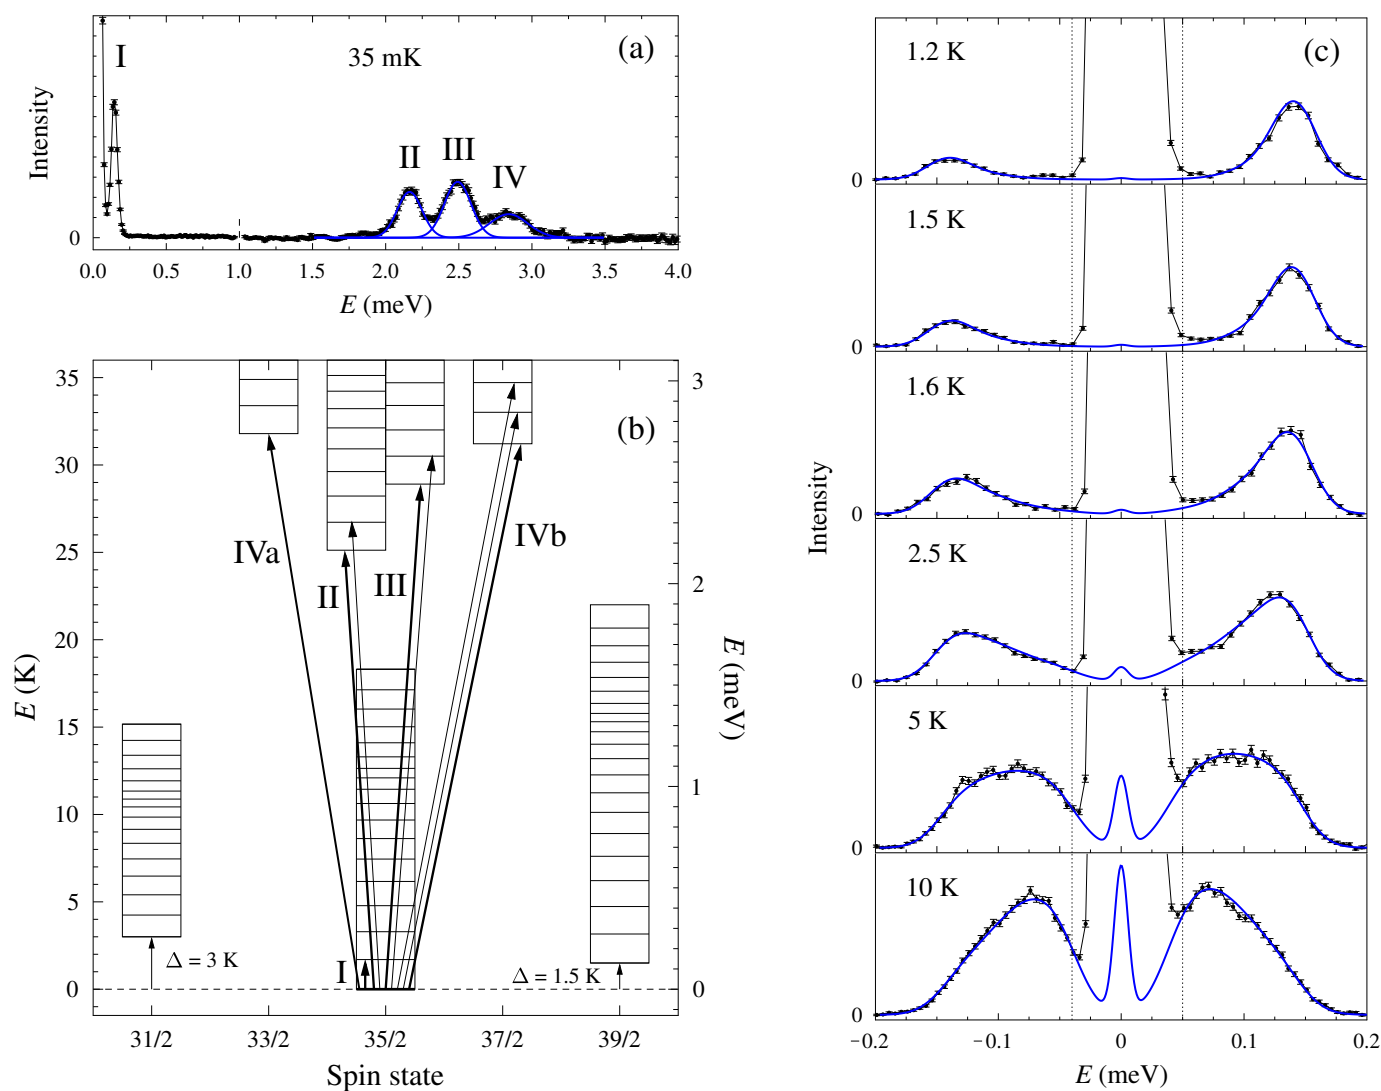 (a)
35 mK
I
II
III
IV
Intensity
0
0.0 0.5 1.0 1.5 2.0 2.5 3.0 3.5 4.0
E (meV)
(b)
35
30
25
20
15
10
5
0
E (K)
3
2
1
0
E (meV)
IVa
II
III
IVb
I
Δ = 3 K
Δ = 1.5 K
31/2 33/2 35/2 37/2 39/2
Spin state
(c)
1.2 K
0
1.5 K
0
1.6 K
0
Intensity
2.5 K
0
5 K
0
10 K
0
−0.2 −0.1 0 0.1 0.2
E (meV)